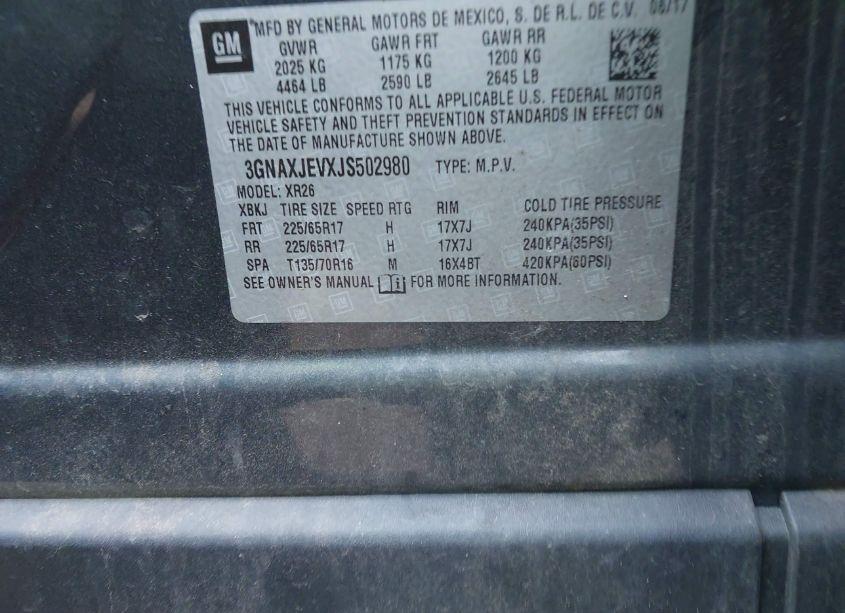 GM
MFD BY GENERAL MOTORS DE MEXICO, S. DE R.L. DE C.V. 06/17
GVWR GAWR FRT GAWR RR
2025 KG 1175 KG 1200 KG
4464 LB 2590 LB 2645 LB
THIS VEHICLE CONFORMS TO ALL APPLICABLE U.S. FEDERAL MOTOR
VEHICLE SAFETY AND THEFT PREVENTION STANDARDS IN EFFECT ON
THE DATE OF MANUFACTURE SHOWN ABOVE.
3GNAXJEVXJS502980 TYPE: M.P.V.
MODEL: XR26
XBKJ TIRE SIZE SPEED RTG RIM COLD TIRE PRESSURE
FRT 225/65R17 H 17X7J 240KPA(35PSI)
RR 225/65R17 H 17X7J 240KPA(35PSI)
SPA T135/70R16 M 16X4BT 420KPA(60PSI)
SEE OWNER'S MANUAL i FOR MORE INFORMATION.